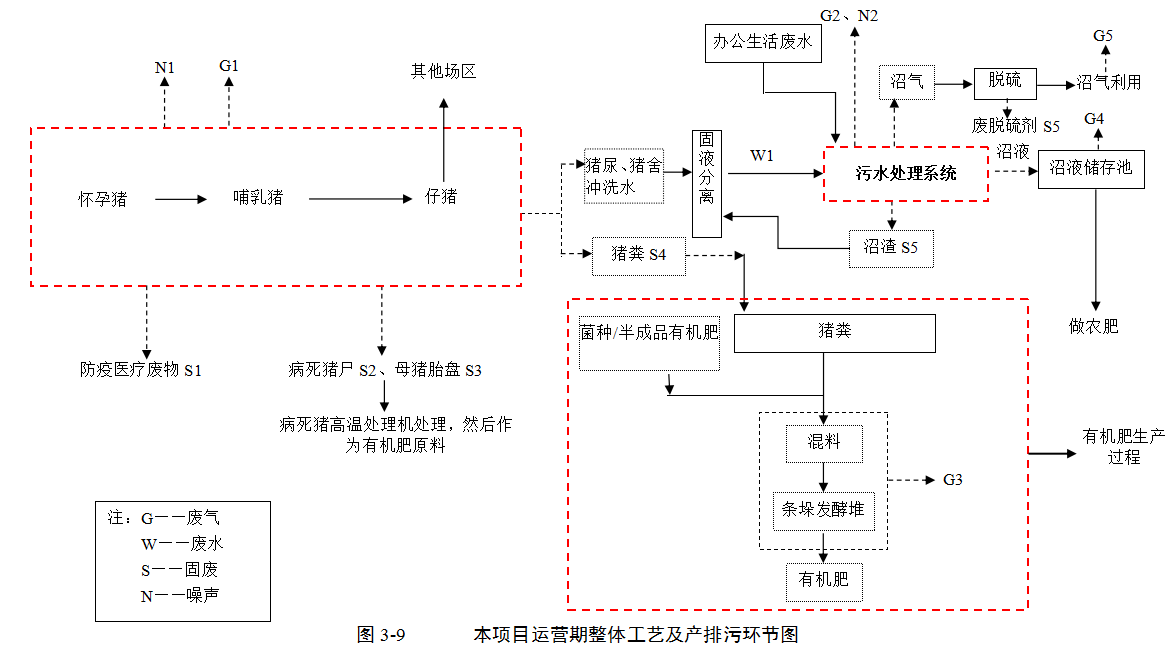 G2、N2
办公生活废水
G5
N1
G1
其他场区
沼气
脱硫
沼气利用
废脱硫剂 S5
G4
固
液
分
离
猪尿、猪舍
冲洗水
W1
污水处理系统
沼液
沼液储存池
怀孕猪
哺乳猪
仔猪
猪粪 S4
沼渣 S5
做农肥
菌种/半成品有机肥
猪粪
防疫医疗废物 S1
病死猪尸 S2、母猪胎盘 S3
病死猪高温处理机处理，然后作
为有机肥原料
混料
有机肥生产
过程
G3
条垛发酵堆
有机肥
注：G－－废气
W－－废水
S－－固废
N－－噪声
图 3-9 本项目运营期整体工艺及产排污环节图